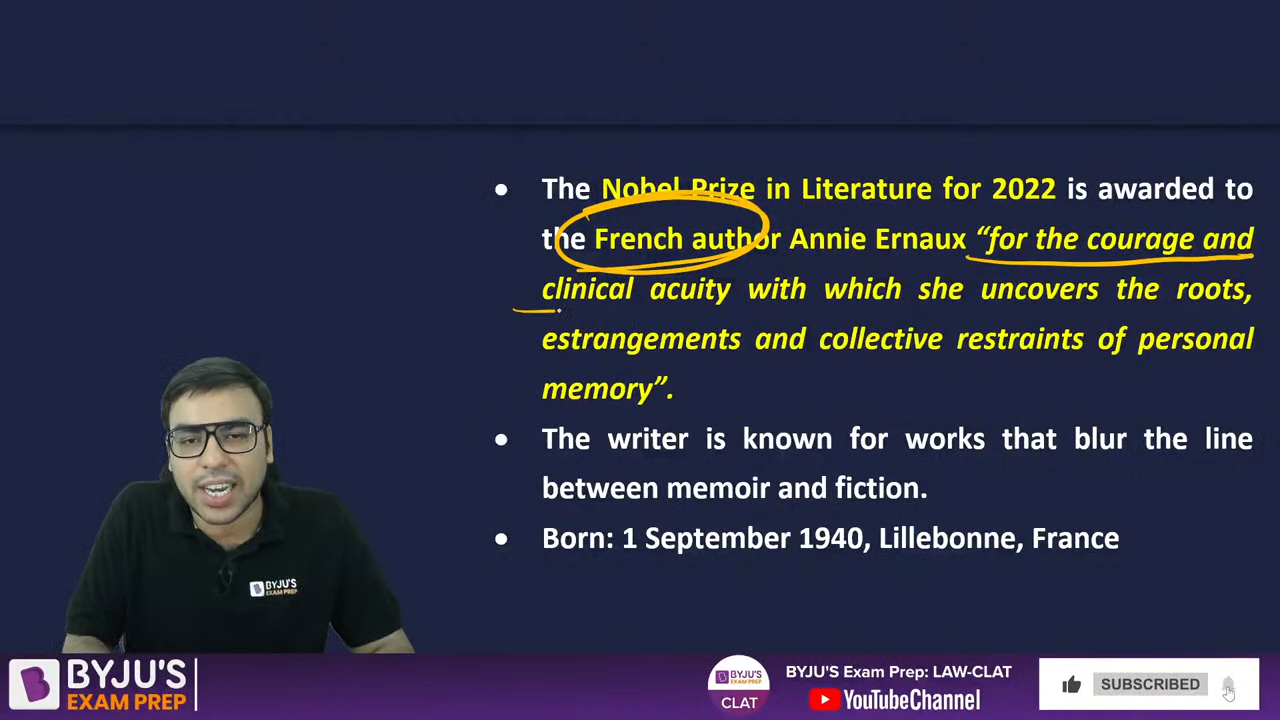 • The Nobel Prize in Literature for 2022 is awarded to
the French author Annie Ernaux “for the courage and
clinical acuity with which she uncovers the roots,
estrangements and collective restraints of personal
memory”.
• The writer is known for works that blur the line
between memoir and fiction.
• Born: 1 September 1940, Lillebonne, France
BYJU'S
EXAM PREP
BYJU'S
EXAM PREP
BYJU'S
EXAM PREP
CLAT
BYJU'S Exam Prep: LAW-CLAT
YouTubeChannel
SUBSCRIBED